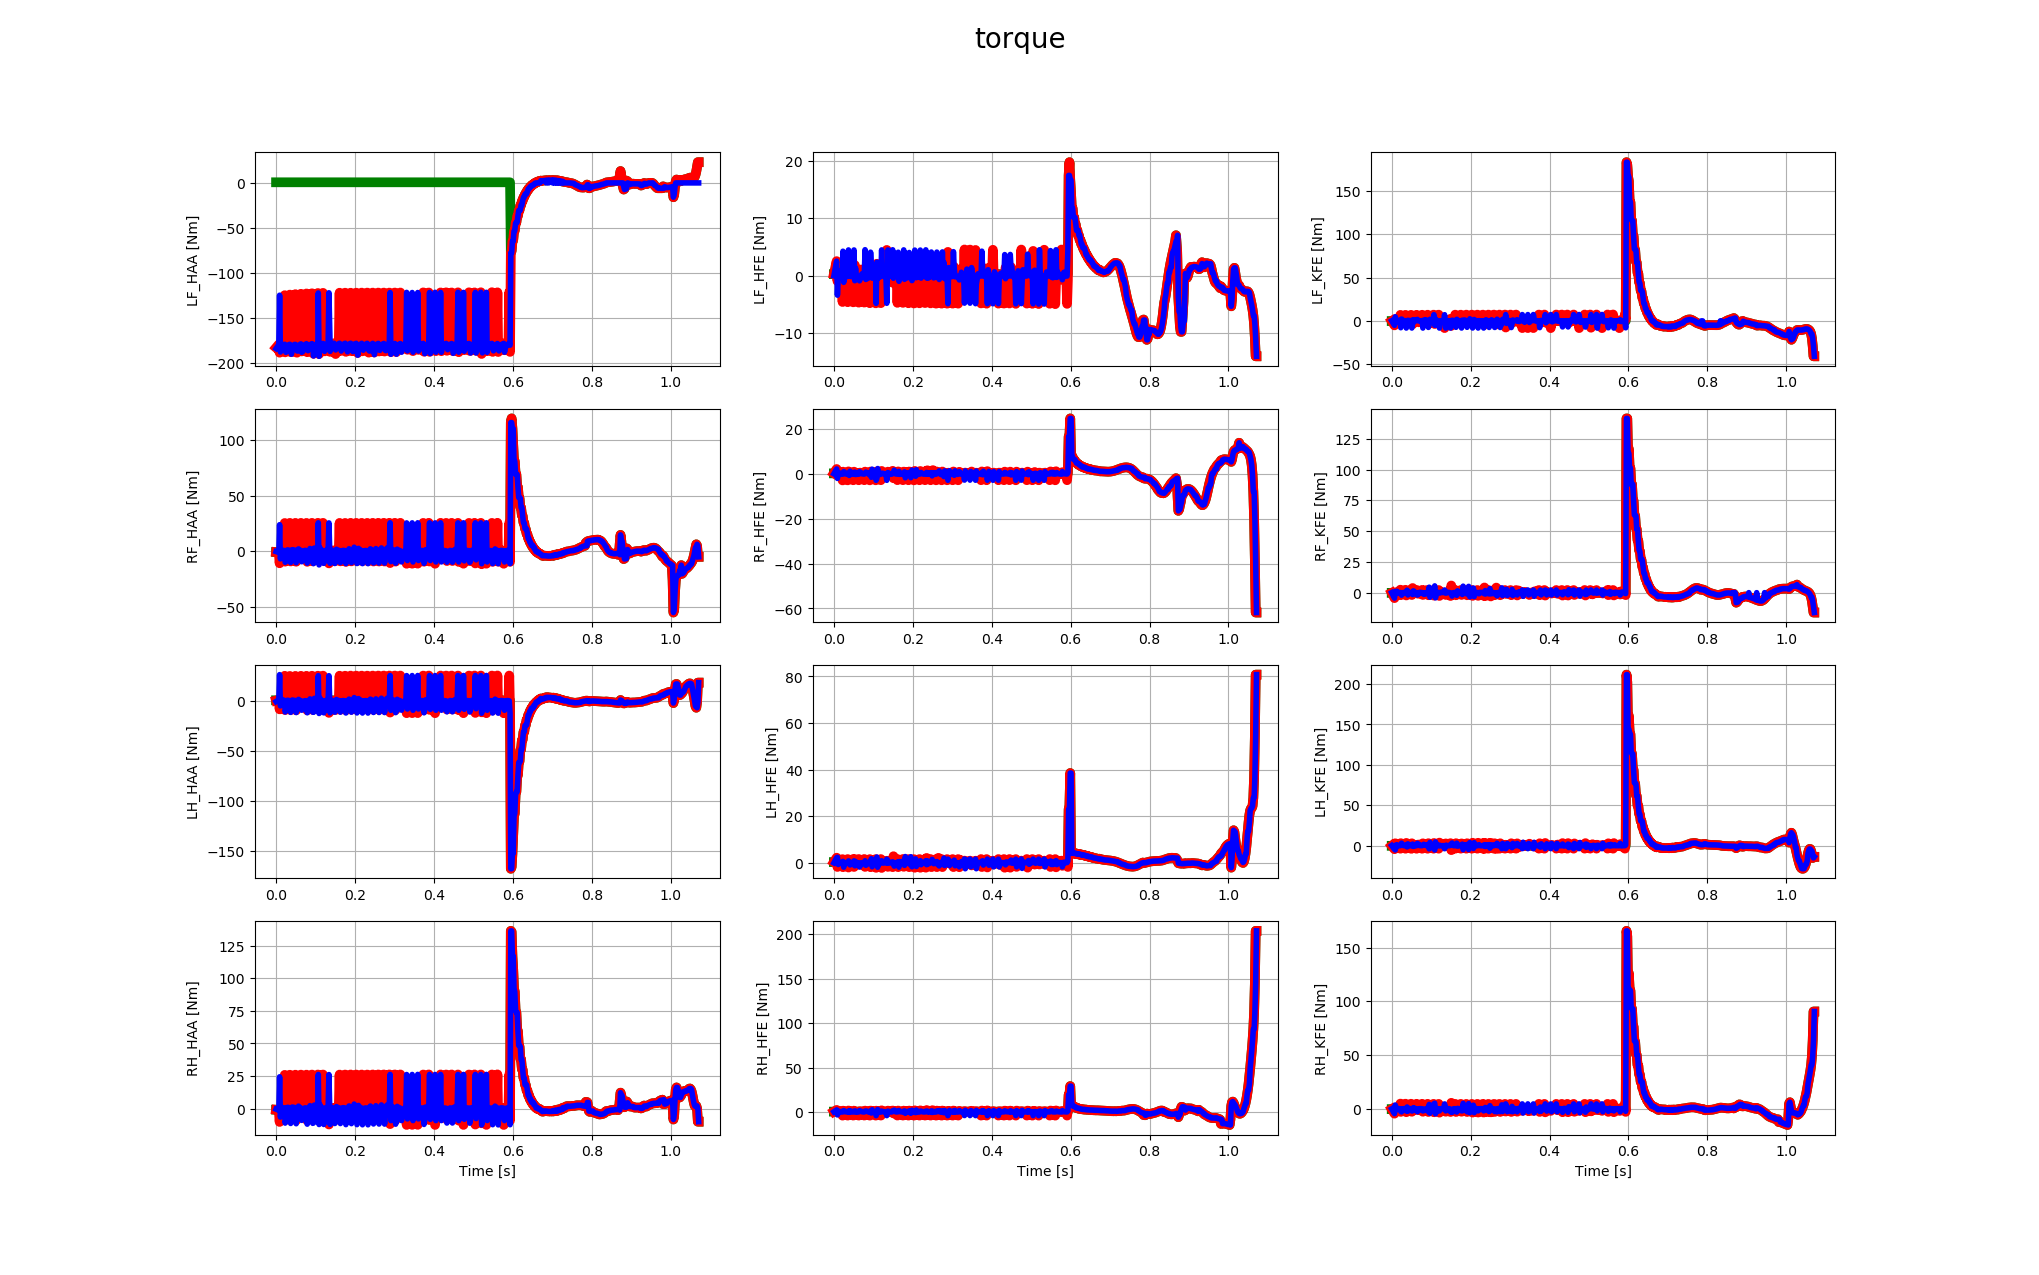 torque
LF_HAA [Nm]
0
−50
−100
−150
−200
0.0 0.2 0.4 0.6 0.8 1.0
LF_HFE [Nm]
20
10
0
−10
0.0 0.2 0.4 0.6 0.8 1.0
LF_KFE [Nm]
150
100
50
0
−50
0.0 0.2 0.4 0.6 0.8 1.0
RF_HAA [Nm]
100
50
0
−50
0.0 0.2 0.4 0.6 0.8 1.0
RF_HFE [Nm]
20
0
−20
−40
−60
0.0 0.2 0.4 0.6 0.8 1.0
RF_KFE [Nm]
125
100
75
50
25
0
0.0 0.2 0.4 0.6 0.8 1.0
LH_HAA [Nm]
0
−50
−100
−150
0.0 0.2 0.4 0.6 0.8 1.0
LH_HFE [Nm]
80
60
40
20
0
0.0 0.2 0.4 0.6 0.8 1.0
LH_KFE [Nm]
200
150
100
50
0
0.0 0.2 0.4 0.6 0.8 1.0
RH_HAA [Nm]
125
100
75
50
25
0
0.0 0.2 0.4 0.6 0.8 1.0
Time [s]
RH_HFE [Nm]
200
150
100
50
0
0.0 0.2 0.4 0.6 0.8 1.0
Time [s]
RH_KFE [Nm]
150
100
50
0
0.0 0.2 0.4 0.6 0.8 1.0
Time [s]